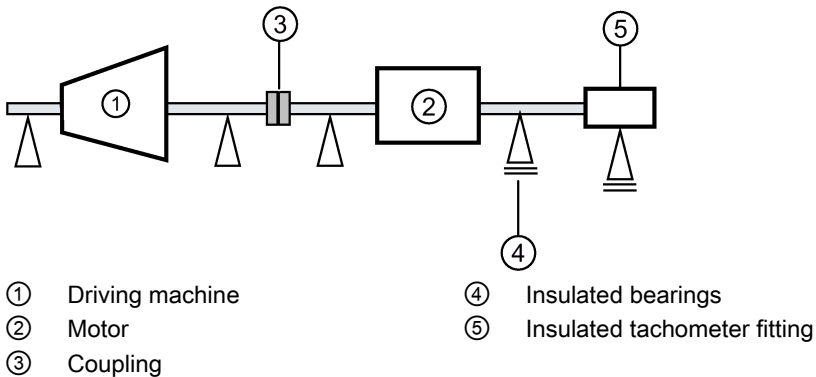 ③
⑤
①
②
④
① Driving machine
② Motor
③ Coupling
④ Insulated bearings
⑤ Insulated tachometer fitting